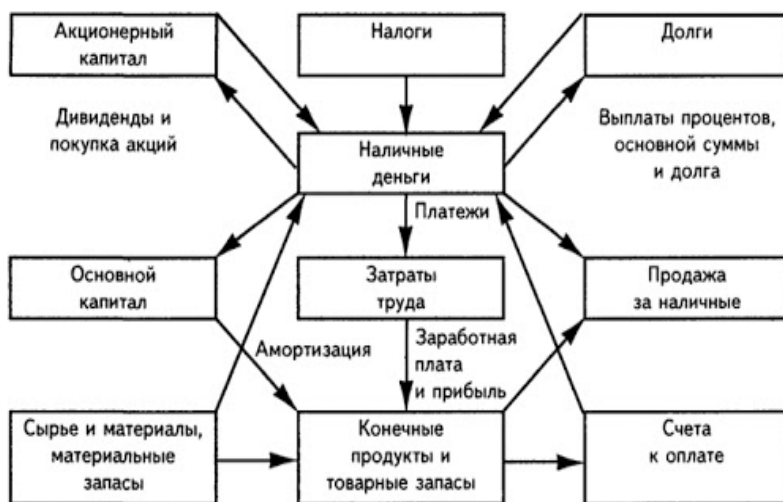 Акционерный
капитал
Налоги
Долги
Дивиденды и
покупка акций
Наличные
деньги
Выплаты процентов,
основной суммы
и долга
Платежи
Основной
капитал
Затраты
труда
Продажа
за наличные
Амортизация
Заработная
плата
и прибыль
Сырье и материалы,
материальные
запасы
Конечные
продукты и
товарные запасы
Счета
к оплате